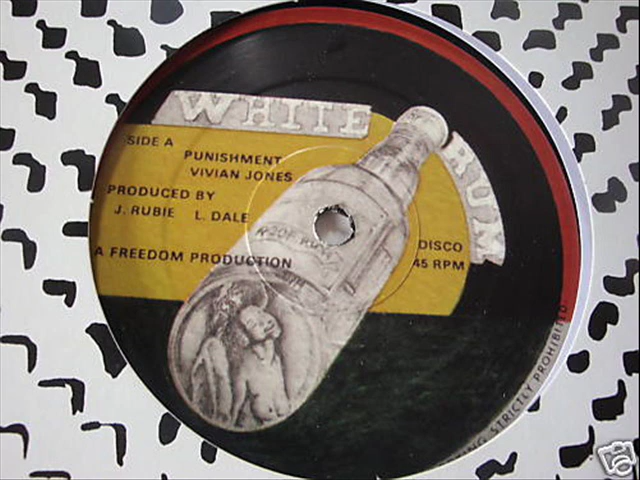 WHITE RUM
SIDE A
PUNISHMENT
VIVIAN JONES
PRODUCED BY
J. RUBIE L. DALE
A FREEDOM PRODUCTION
DISCO
45 RPM
STRICTLY PROHIBITED